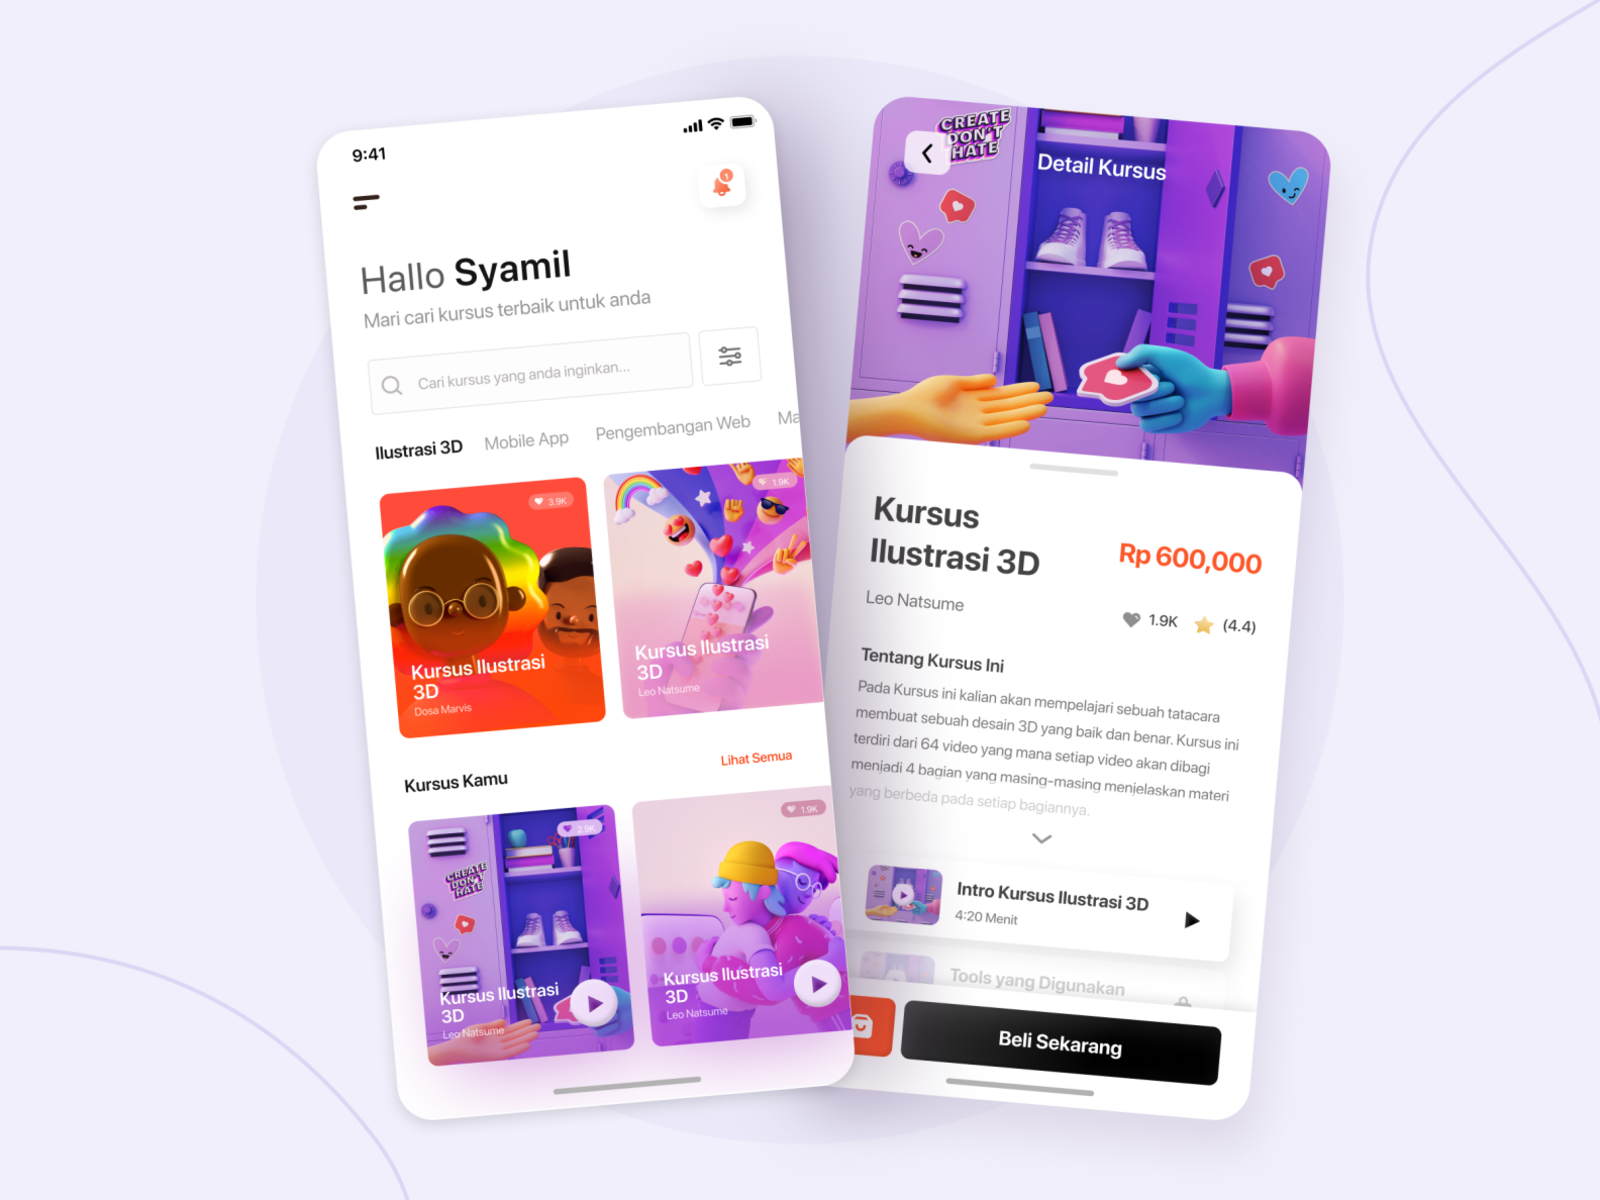 9:41
1
Hallo Syamil
Mari cari kursus terbaik untuk anda
Cari kursus yang anda inginkan...
Ilustrasi 3D
Mobile App
Pengembangan Web
Ma
3.9K
Kursus Ilustrasi
3D
Dosa Marvis
1.9K
Kursus Ilustrasi
3D
Leo Natsume
Kursus Kamu
Lihat Semua
2.9K
CREATE
DON'T
HATE
Kursus Ilustrasi
3D
Leo Natsume
1.9K
Kursus Ilustrasi
3D
Leo Natsume
CREATE
DON'T
HATE
Detail Kursus
Kursus
Ilustrasi 3D
Rp 600,000
Leo Natsume
1.9K
(4.4)
Tentang Kursus Ini
Pada Kursus ini kalian akan mempelajari sebuah tatacara
membuat sebuah desain 3D yang baik dan benar. Kursus ini
terdiri dari 64 video yang mana setiap video akan dibagi
menjadi 4 bagian yang masing-masing menjelaskan materi
yang berbeda pada setiap bagiannya.
Intro Kursus Ilustrasi 3D
4:20 Menit
Tools yang Digunakan
Beli Sekarang